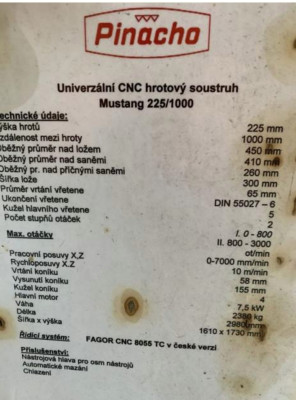 Pinacho
Univerzální CNC hrotový soustruh
Mustang 225/1000
echnické údaje:
ýška hrotů 225 mm
zdálenost mezi hroty 1000 mm
běžný průměr nad ložem 450 mm
běžný průměr nad saněmi 410 mm
běžný pr. nad příčnými saněmi 260 mm
Šířka lože 300 mm
Průměr vrtání vřetene 65 mm
Ukončení vřetene DIN 55027 – 6
Kužel hlavního vřetene 5
Počet stupňů otáček 2
Max. otáčky I. 0 - 800
II. 800 - 3000
ot/min
Pracovní posuvy X,Z 0-7000 mm/min
Rychloposuvy X,Z 10 m/min
Vrtání koníku 58 mm
Vysunutí koníku 155 mm
Kužel koníku 4
Hlavní motor 7,5 kW
Váha 2380 kg
Délka 2980 mm
Šířka x výška 1610 x 1730 mm
Řídící systém: FAGOR CNC 8055 TC v české verzi
Příslušenství:
Nástrojová hlava pro osm nástrojů
Automatické mazání
Chlazení